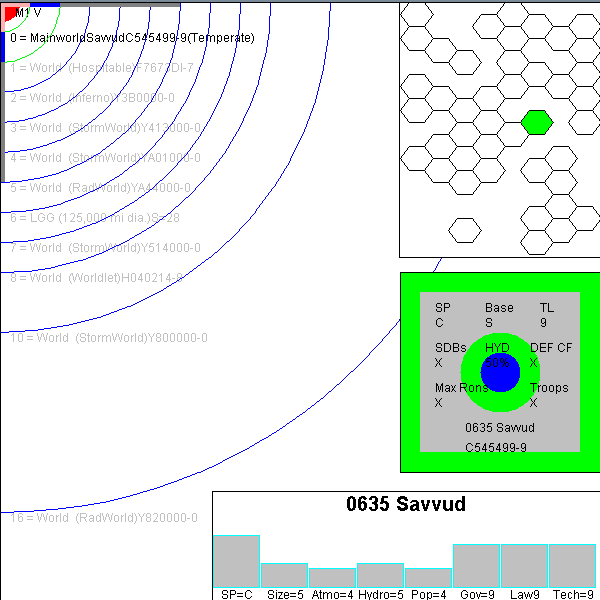 M1 V
0 = MainworldSavvudC545499-9(Temperate)
1 = World (Hospitable)F7673DI-7
2 = World (Inferno)Y3B0000-0
3 = World (StormWorld)Y413000-0
4 = World (StormWorld)YA01000-0
5 = World (RadWorld)YA44000-0
6 = LGG (125,000 mi dia.)S=28
7 = World (StormWorld)Y514000-0
8 = World (Worldlet)H040214-8
10 = World (StormWorld)Y800000-0
16 = World (RadWorld)Y820000-0
SP Base TL
C S 9
SDBs HYD DEF CF
X 50% X
Max Rons Troops
X X
0635 Savvud
C545499-9
0635 Savvud
SP=C Size=5 Atmo=4 Hydro=5 Pop=4 Gov=9 Law9 Tech=9